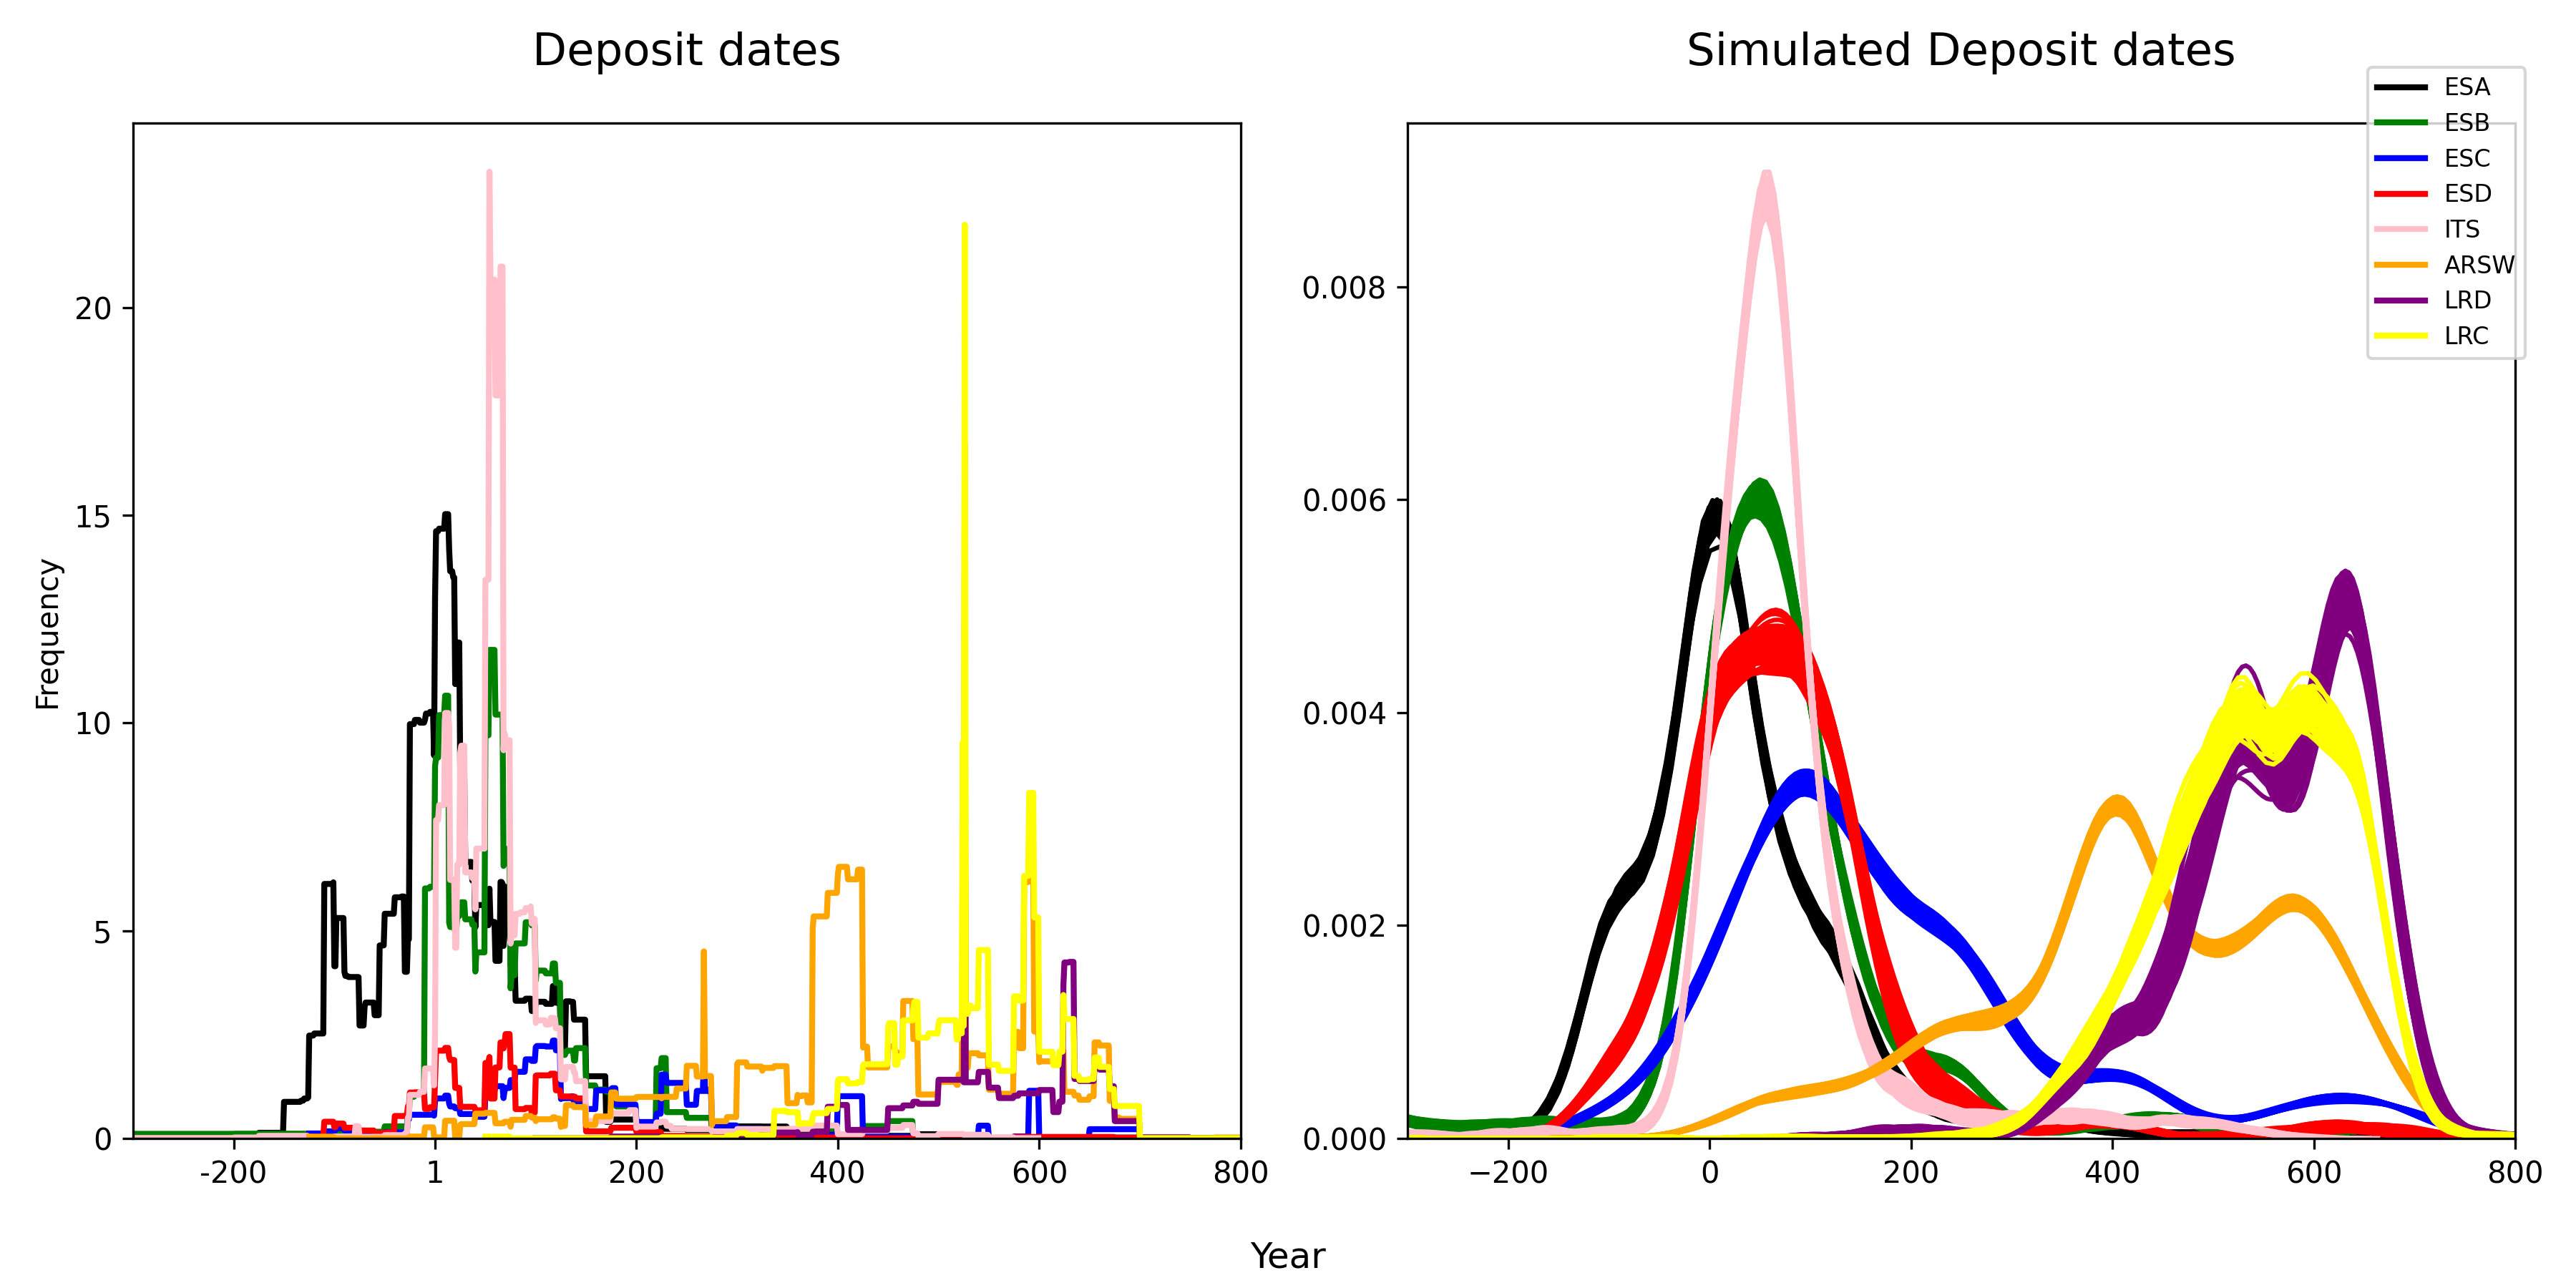 Deposit dates
Simulated Deposit dates
Frequency
20
15
10
5
0
-200
1
200
400
600
800
0.008
0.006
0.004
0.002
0.000
−200
0
200
400
600
800
ESA
ESB
ESC
ESD
ITS
ARSW
LRD
LRC
Year